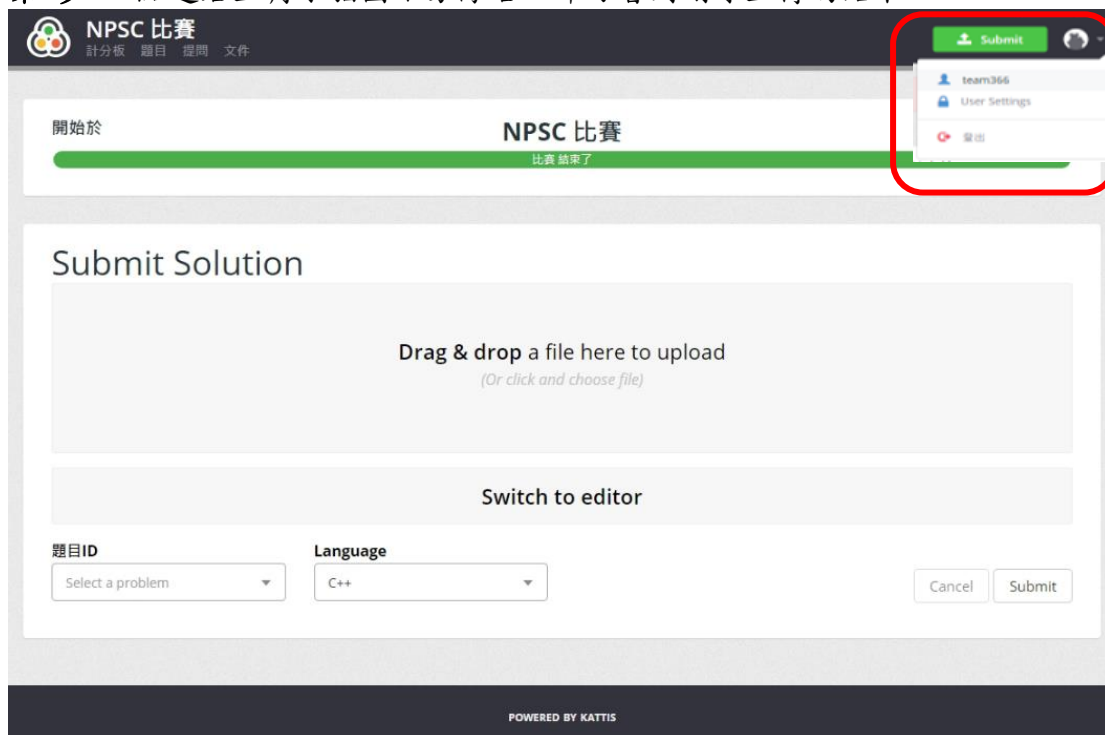 NPSC 比賽
計分板 題目 提問 文件
Submit
team366
User Settings
登出
開始於
NPSC 比賽
比賽 結束了
Submit Solution
Drag & drop a file here to upload
(Or click and choose file)
Switch to editor
題目ID
Language
Select a problem
C++
Cancel
Submit
POWERED BY KATTIS